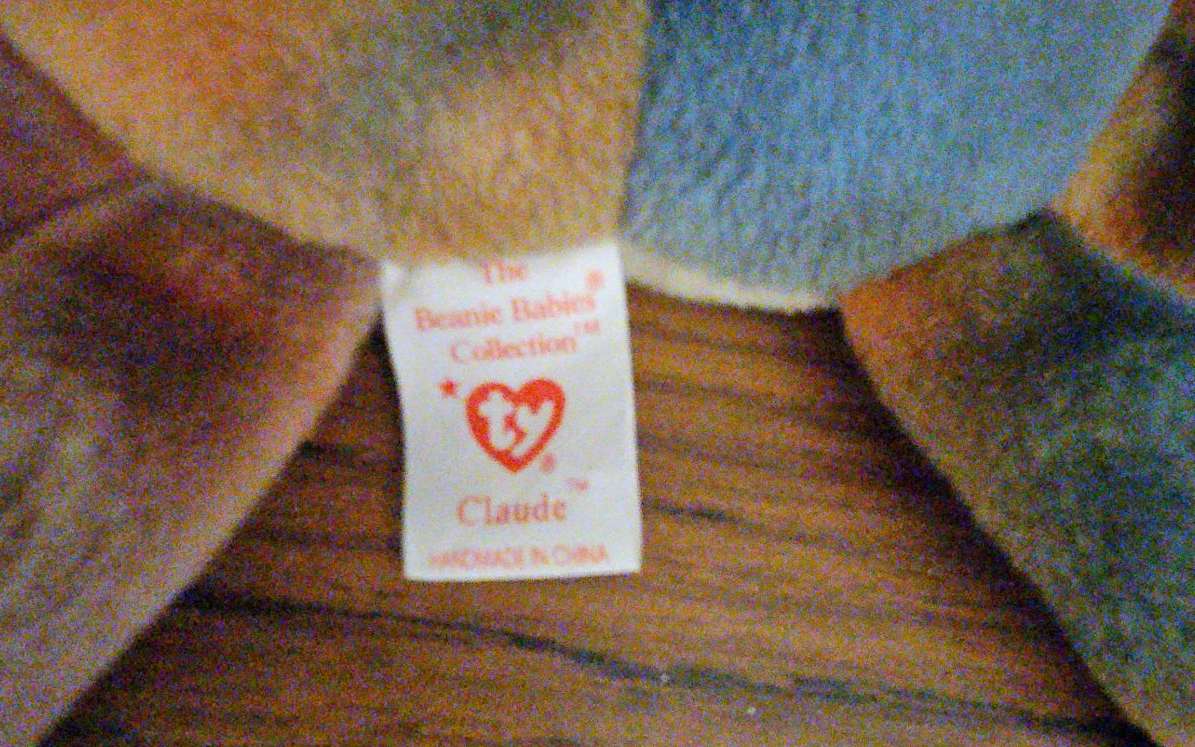 The
Beanie Babies®
Collection™
ty
®
Claude™
HANDMADE IN CHINA